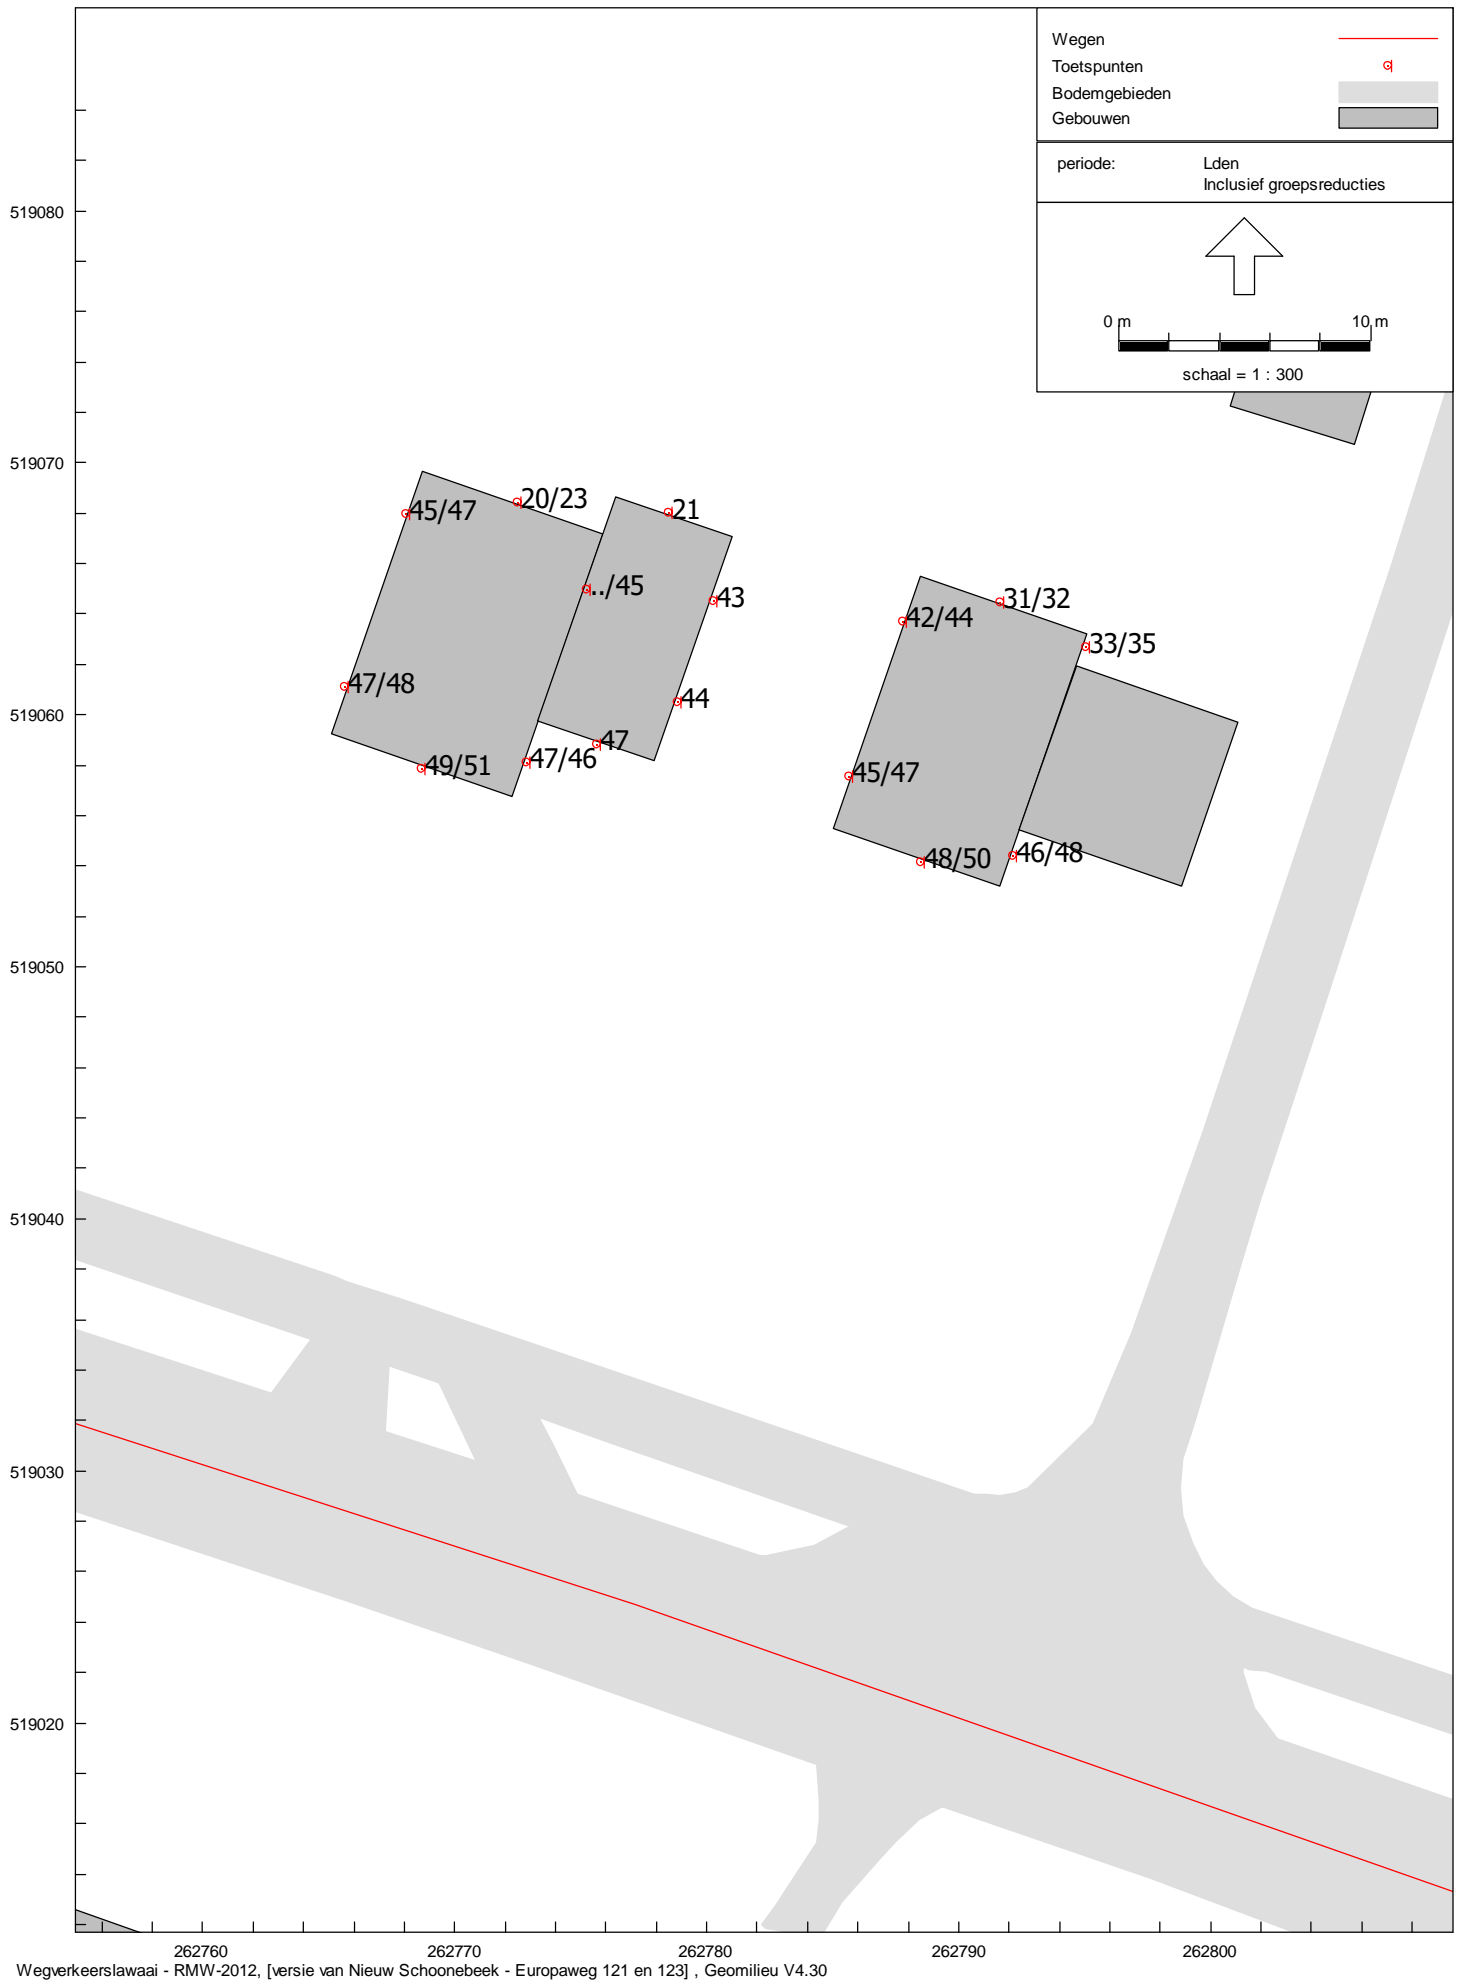 Wegen
Toetspunten
Bodemgebieden
Gebouwen
periode: Lden
Inclusief groepsreducties
0 m 10 m
schaal = 1 : 300
519080
519070
519060
519050
519040
519030
519020
20/23
45/47
21
../45
43
31/32
42/44
33/35
47/48
44
47
47/46
49/51
45/47
46/48
48/50
262760 262770 262780 262790 262800
Wegverkeerslawaai - RMW-2012, [versie van Nieuw Schoonebeek - Europaweg 121 en 123] , Geomilieu V4.30